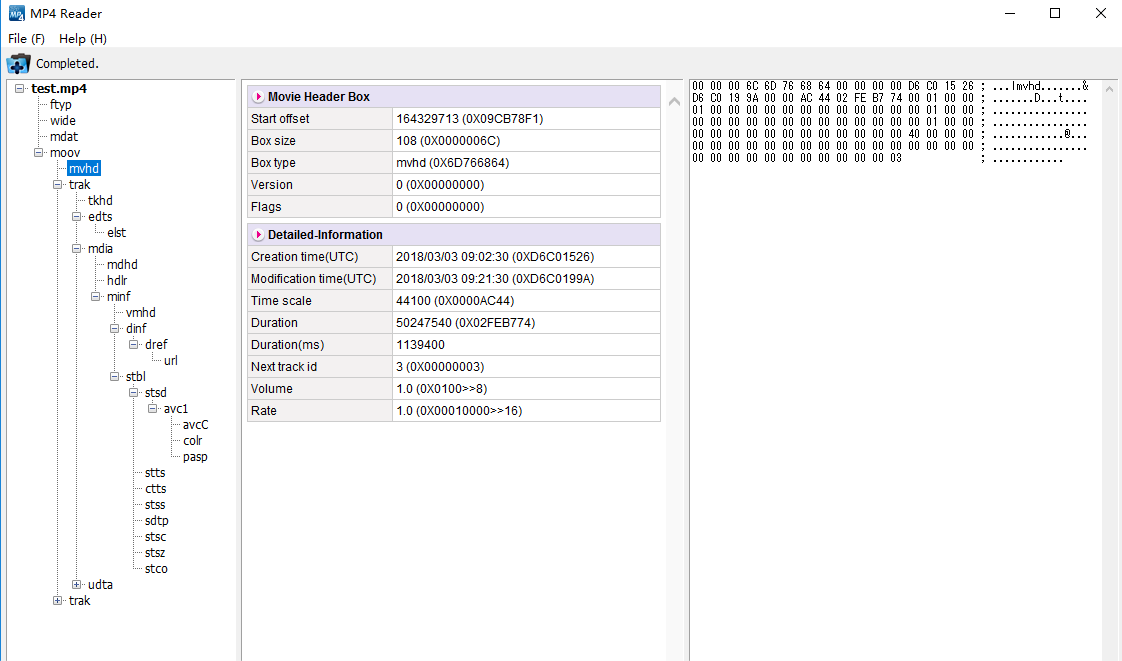 MP4 Reader
File (F) Help (H)
Completed.
test.mp4
ftyp
wide
mdat
moov
mvhd
trak
tkhd
edts
elst
mdia
mdhd
hdlr
minf
vmhd
dinf
dref
url
stbl
stsd
avc1
avcC
colr
pasp
stts
ctts
stss
sdtp
stsc
stsz
stco
udta
trak
Movie Header Box
Start offset 164329713 (0X09CB78F1)
Box size 108 (0X0000006C)
Box type mvhd (0X6D766864)
Version 0 (0X00000000)
Flags 0 (0X00000000)
Detailed-Information
Creation time(UTC) 2018/03/03 09:02:30 (0XD6C01526)
Modification time(UTC) 2018/03/03 09:21:30 (0XD6C0199A)
Time scale 44100 (0X0000AC44)
Duration 50247540 (0X02FEB774)
Duration(ms) 1139400
Next track id 3 (0X00000003)
Volume 1.0 (0X0100>>8)
Rate 1.0 (0X00010000>>16)
00 00 00 6C 6D 76 68 64 00 00 00 00 D6 C0 15 26 ; ...lmvhd.......&
D6 C0 19 9A 00 00 AC 44 02 FE B7 74 00 01 00 00 ; .......D...t....
01 00 00 00 00 00 00 00 00 00 00 00 00 01 00 00 ; ................
00 00 00 00 00 00 00 00 00 00 00 00 00 01 00 00 ; ................
00 00 00 00 00 00 00 00 00 00 00 00 40 00 00 00 ; ............@...
00 00 00 00 00 00 00 00 00 00 00 00 00 00 00 00 ; ................
00 00 00 00 00 00 00 00 00 00 00 03 ; ............